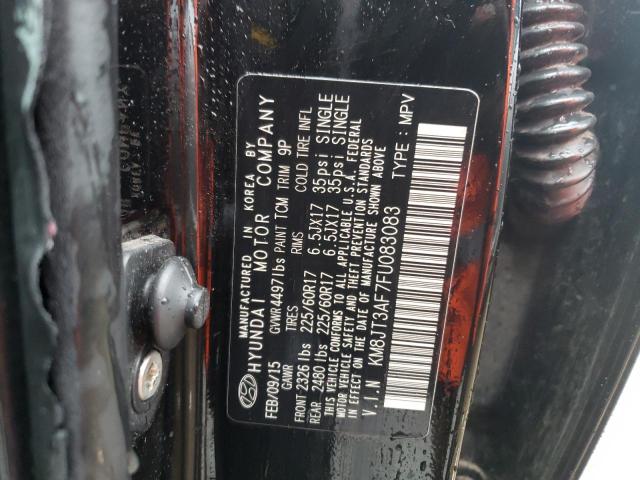 MANUFACTURED IN KOREA BY
HYUNDAI MOTOR COMPANY
FEB/09/15 GVWR 4497lbs PAINT TCM TRIM 9P
GAWR TIRES RIMS COLD TIRE INFL
FRONT 2326 lbs 225/60R17 6.5JX17 35psi SINGLE
REAR 2480 lbs 225/60R17 6.5JX17 35psi SINGLE
THIS VEHICLE CONFORMS TO ALL APPLICABLE U.S.A. FEDERAL
MOTOR VEHICLE SAFETY AND THEFT PREVENTION STANDARDS
IN EFFECT ON THE DATE OF MANUFACTURE SHOWN ABOVE
V.I.N KM8JT3AF7FU083083 TYPE : MPV